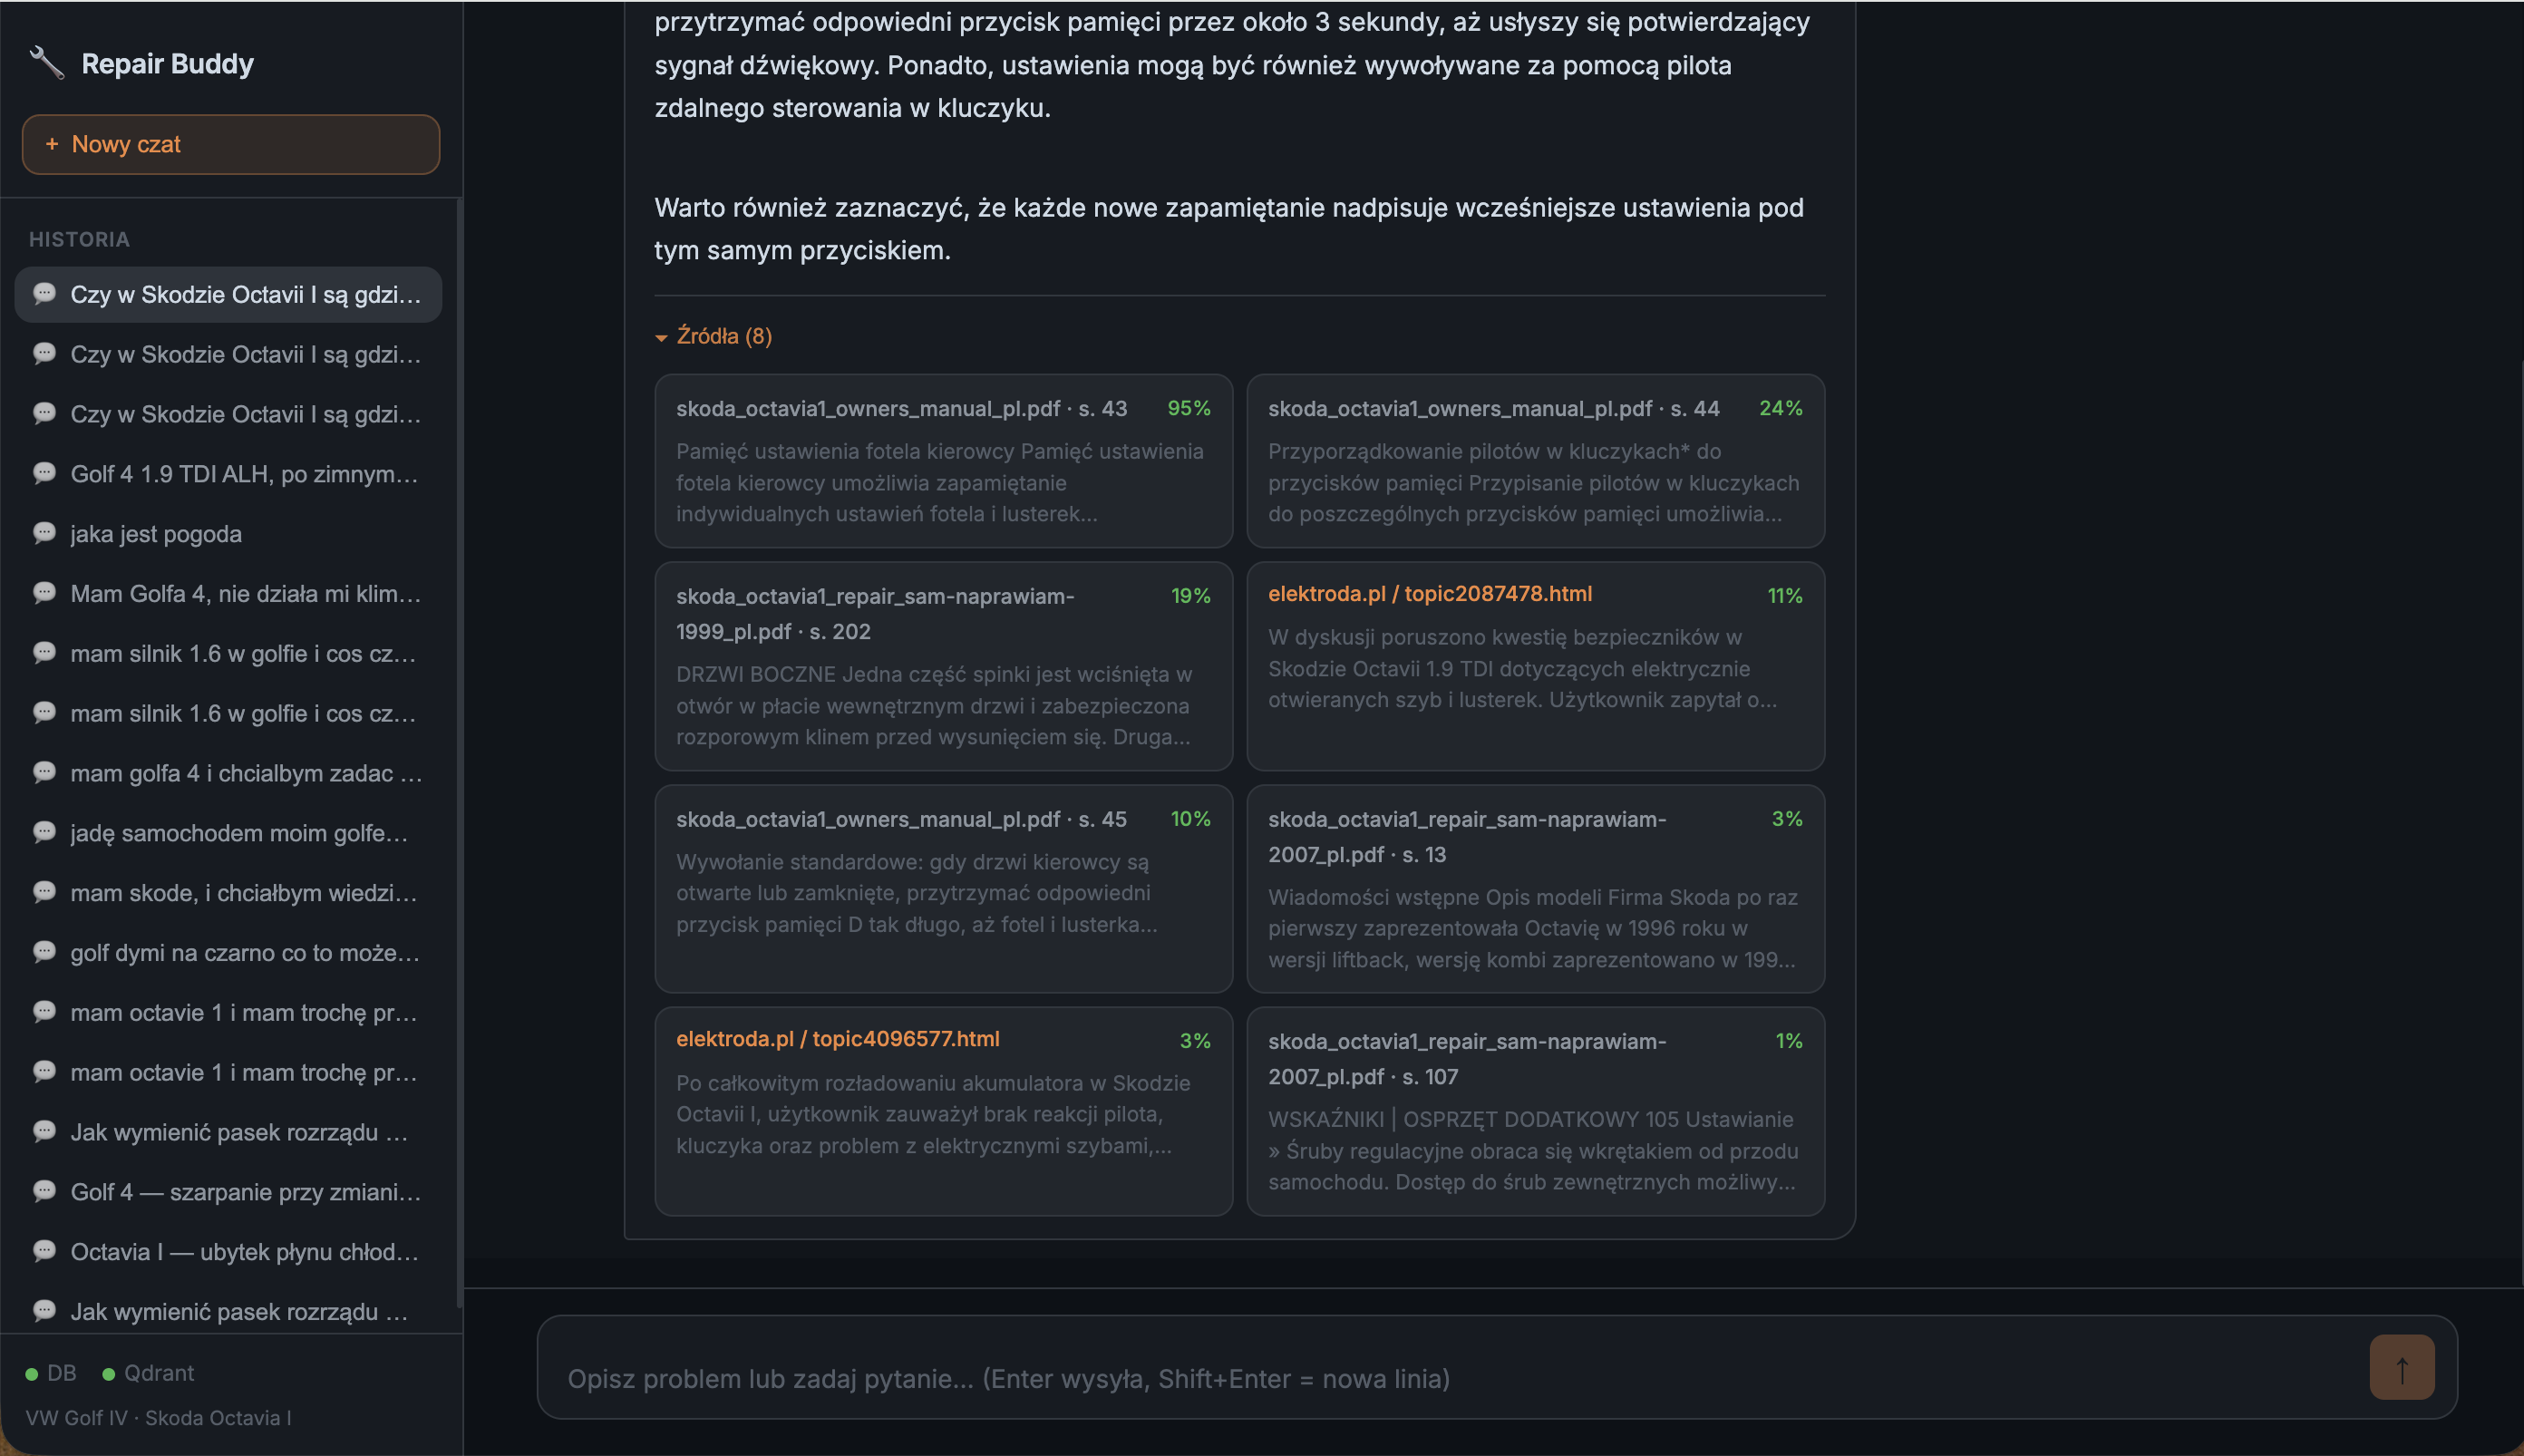 Repair Buddy
+ Nowy czat
HISTORIA
Czy w Skodzie Octavii I są gdzi...
Czy w Skodzie Octavii I są gdzi...
Czy w Skodzie Octavii I są gdzi...
Golf 4 1.9 TDI ALH, po zimnym...
jaka jest pogoda
Mam Golfa 4, nie działa mi klim...
mam silnik 1.6 w golfie i cos cz...
mam silnik 1.6 w golfie i cos cz...
mam golfa 4 i chcialbym zadac ...
jadę samochodem moim golfe...
mam skode, i chciałbym wiedzi...
golf dymi na czarno co to może...
mam octavie 1 i mam trochę pr...
mam octavie 1 i mam trochę pr...
Jak wymienić pasek rozrządu ...
Golf 4 — szarpanie przy zmiani...
Octavia I — ubytek płynu chłod...
Jak wymienić pasek rozrządu ...
DB Qdrant
VW Golf IV · Skoda Octavia I
przytrzymać odpowiedni przycisk pamięci przez około 3 sekundy, aż usłyszy się potwierdzający
sygnał dźwiękowy. Ponadto, ustawienia mogą być również wywoływane za pomocą pilota
zdalnego sterowania w kluczyku.
Warto również zaznaczyć, że każde nowe zapamiętanie nadpisuje wcześniejsze ustawienia pod
tym samym przyciskiem.
Źródła (8)
skoda_octavia1_owners_manual_pl.pdf · s. 43 95%
Pamięć ustawienia fotela kierowcy Pamięć ustawienia
fotela kierowcy umożliwia zapamiętanie
indywidualnych ustawień fotela i lusterek...
skoda_octavia1_owners_manual_pl.pdf · s. 44 24%
Przyporządkowanie pilotów w kluczykach* do
przycisków pamięci Przypisanie pilotów w kluczykach
do poszczególnych przycisków pamięci umożliwia...
skoda_octavia1_repair_sam-naprawiam- 19%
1999_pl.pdf · s. 202
DRZWI BOCZNE Jedna część spinki jest wciśnięta w
otwór w płacie wewnętrznym drzwi i zabezpieczona
rozporowym klinem przed wysunięciem się. Druga...
elektroda.pl / topic2087478.html 11%
W dyskusji poruszono kwestię bezpieczników w
Skodzie Octavii 1.9 TDI dotyczących elektrycznie
otwieranych szyb i lusterek. Użytkownik zapytał o...
skoda_octavia1_owners_manual_pl.pdf · s. 45 10%
Wywołanie standardowe: gdy drzwi kierowcy są
otwarte lub zamknięte, przytrzymać odpowiedni
przycisk pamięci D tak długo, aż fotel i lusterka...
skoda_octavia1_repair_sam-naprawiam- 3%
2007_pl.pdf · s. 13
Wiadomości wstępne Opis modeli Firma Skoda po raz
pierwszy zaprezentowała Octavię w 1996 roku w
wersji liftback, wersję kombi zaprezentowano w 199...
elektroda.pl / topic4096577.html 3%
Po całkowitym rozładowaniu akumulatora w Skodzie
Octavii I, użytkownik zauważył brak reakcji pilota,
kluczyka oraz problem z elektrycznymi szybami,...
skoda_octavia1_repair_sam-naprawiam- 1%
2007_pl.pdf · s. 107
WSKAŹNIKI | OSPRZĘT DODATKOWY 105 Ustawianie
» Śruby regulacyjne obraca się wkrętakiem od przodu
samochodu. Dostęp do śrub zewnętrznych możliwy...
Opisz problem lub zadaj pytanie... (Enter wysyła, Shift+Enter = nowa linia)
↑